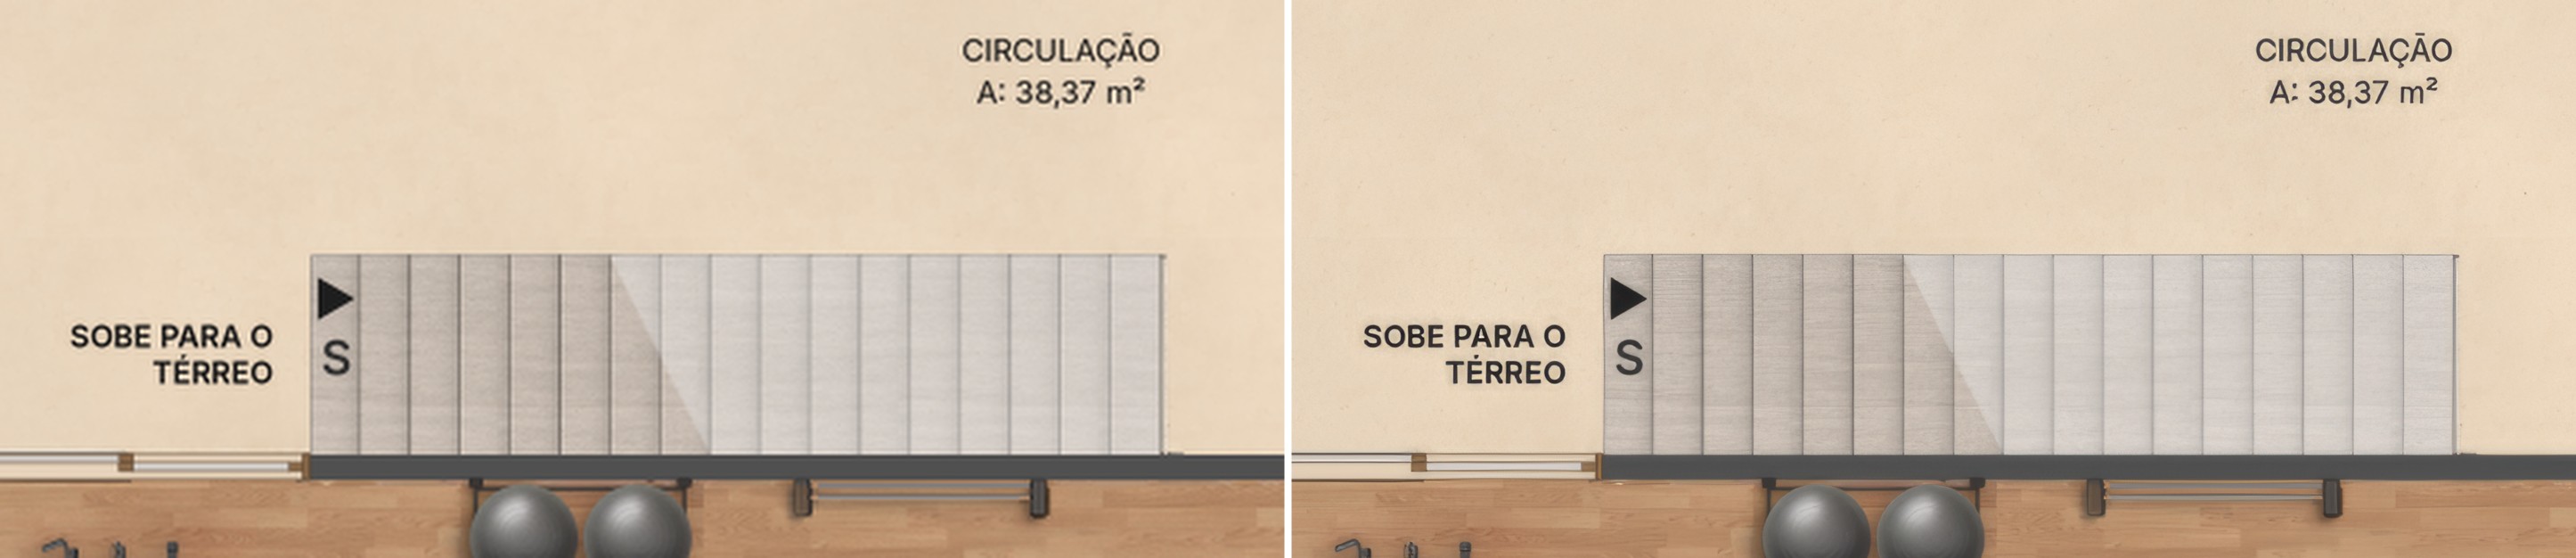 CIRCULAÇÃO
A: 38,37 m²
SOBE PARA O
TÉRREO
S
CIRCULAÇÃO
A: 38,37 m²
SOBE PARA O
TÉRREO
S